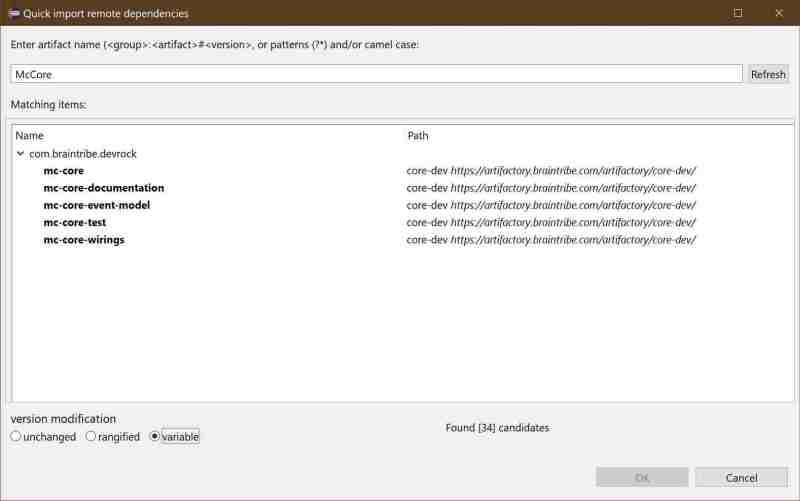 Quick import remote dependencies
Enter artifact name (<group>:<artifact>#<version>, or patterns (?*) and/or camel case:
McCore Refresh
Matching items:
Name Path
com.braintribe.devrock
mc-core core-dev https://artifactory.braintribe.com/artifactory/core-dev/
mc-core-documentation core-dev https://artifactory.braintribe.com/artifactory/core-dev/
mc-core-event-model core-dev https://artifactory.braintribe.com/artifactory/core-dev/
mc-core-test core-dev https://artifactory.braintribe.com/artifactory/core-dev/
mc-core-wirings core-dev https://artifactory.braintribe.com/artifactory/core-dev/
version modification
unchanged rangified variable Found [34] candidates
OK Cancel